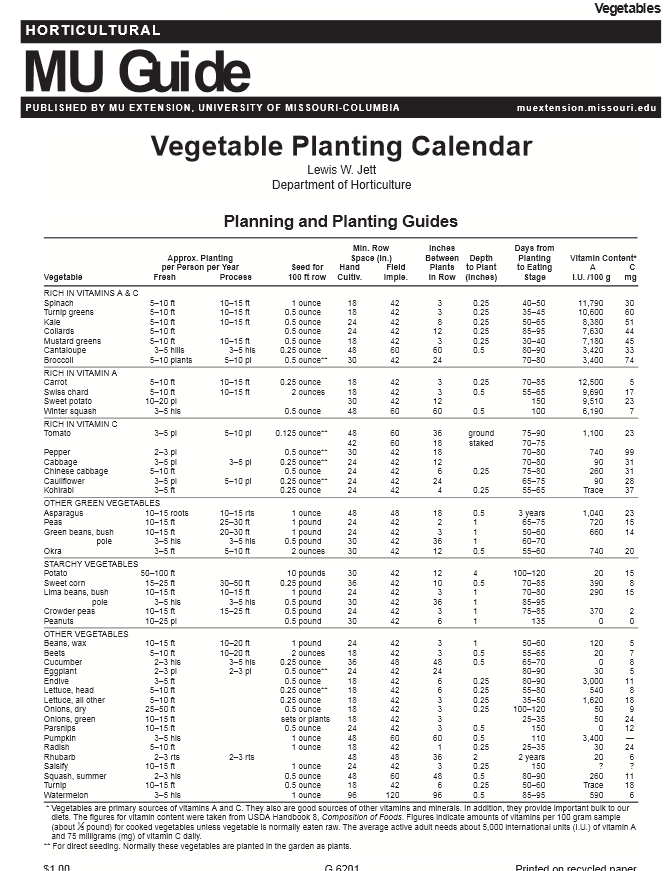 Vegetables
HORTICULTURAL
MU Guide
PUBLISHED BY MU EXTENSION, UNIVERSITY OF MISSOURI-COLUMBIA muextension.missouri.edu
Vegetable Planting Calendar
Lewis W. Jett
Department of Horticulture
Planning and Planting Guides
Min. Row Inches Days from
Approx. Planting Space (in.) Between Depth Planting Vitamin Content*
per Person per Year Seed for Hand Field Plants to Plant to Eating A C
Vegetable Fresh Process 100 ft row Cultiv. Imple. in Row (inches) Stage I.U./100 g mg
RICH IN VITAMINS A & C
Spinach 5–10 ft 10–15 ft 1 ounce 18 42 3 0.25 40–50 11,790 30
Turnip greens 5–10 ft 10–15 ft 0.5 ounce 18 42 3 0.25 35–45 10,600 60
Kale 5–10 ft 10–15 ft 0.5 ounce 24 42 8 0.25 50–65 8,380 51
Collards 5–10 ft 0.5 ounce 24 42 12 0.25 85–95 7,630 44
Mustard greens 5–10 ft 10–15 ft 0.5 ounce 18 42 3 0.25 30–40 7,180 45
Cantaloupe 3–5 hills 3–5 hls 0.25 ounce 48 60 60 0.5 80–90 3,420 33
Broccoli 5–10 plants 5–10 pl 0.5 ounce** 30 42 24 70–80 3,400 74
RICH IN VITAMIN A
Carrot 5–10 ft 10–15 ft 0.25 ounce 18 42 3 0.25 70–85 12,500 5
Swiss chard 5–10 ft 10–15 ft 2 ounces 18 42 3 0.5 55–65 9,690 17
Sweet potato 10–20 pl 30 42 12 150 9,510 23
Winter squash 3–5 hls 0.5 ounce 48 60 60 0.5 100 6,190 7
RICH IN VITAMIN C
Tomato 3–5 pl 5–10 pl 0.125 ounce** 48 60 36 ground 75–90 1,100 23
42 60 18 staked 70–75
Pepper 2–3 pl 0.5 ounce** 30 42 18 70–80 740 99
Cabbage 3–5 pl 3–5 pl 0.25 ounce** 24 42 12 70–80 90 31
Chinese cabbage 5–10 ft 0.5 ounce 24 42 6 0.25 75–80 260 31
Cauliflower 3–5 pl 5–10 pl 0.25 ounce** 24 42 24 65–75 90 28
Kohlrabi 3–5 ft 0.25 ounce 24 42 4 0.25 55–65 Trace 37
OTHER GREEN VEGETABLES
Asparagus 10–15 roots 10–15 rts 1 ounce 48 48 18 0.5 3 years 1,040 23
Peas 10–15 ft 25–30 ft 1 pound 24 42 2 1 65–75 720 15
Green beans, bush 10–15 ft 20–30 ft 1 pound 24 42 3 1 50–60 660 14
pole 3–5 hls 3–5 hls 0.5 pound 30 42 36 1 60–70
Okra 3–5 ft 5–10 ft 2 ounces 30 42 12 0.5 55–60 740 20
STARCHY VEGETABLES
Potato 50–100 ft 10 pounds 30 42 12 4 100–120 20 15
Sweet corn 15–25 ft 30–50 ft 0.25 pound 36 42 10 0.5 70–85 390 8
Lima beans, bush 10–15 ft 10–15 ft 1 pound 24 42 3 1 70–80 290 15
pole 3–5 hls 3–5 hls 0.5 pound 30 42 36 1 85–95
Crowder peas 10–15 ft 15–25 ft 0.5 pound 24 42 3 1 75–85 370 2
Peanuts 10–25 pl 0.5 pound 30 42 6 1 135 0 0
OTHER VEGETABLES
Beans, wax 10–15 ft 10–20 ft 1 pound 24 42 3 1 50–60 120 5
Beets 5–10 ft 10–20 ft 2 ounces 18 42 3 0.5 55–65 20 7
Cucumber 2–3 hls 3–5 hls 0.25 ounce 36 48 48 0.5 65–70 0 8
Eggplant 2–3 pl 2–3 pl 0.5 ounce** 24 42 24 80–90 30 5
Endive 3–5 ft 0.5 ounce 18 42 6 0.25 80–90 3,000 11
Lettuce, head 5–10 ft 0.25 ounce** 18 42 6 0.25 55–80 540 8
Lettuce, all other 5–10 ft 0.25 ounce 18 42 3 0.25 35–50 1,620 18
Onions, dry 25–50 ft 0.5 ounce 18 42 3 0.25 100–120 50 9
Onions, green 10–15 ft sets or plants 18 42 3 25–35 50 24
Parsnips 10–15 ft 0.5 ounce 24 42 3 0.5 150 0 12
Pumpkin 3–5 hls 1 ounce 48 60 60 0.5 110 3,400 —
Radish 5–10 ft 1 ounce 18 42 1 0.25 25–35 30 24
Rhubarb 2–3 rts 2–3 rts 48 48 36 2 2 years 20 6
Salsify 10–15 ft 1 ounce 24 42 3 0.25 150 ? ?
Squash, summer 2–3 hls 0.5 ounce 48 60 48 0.5 80–90 260 11
Turnip 10–15 ft 0.5 ounce 18 42 6 0.25 50–60 Trace 18
Watermelon 3–5 hls 1 ounce 96 120 96 0.5 85–95 590 6
* Vegetables are primary sources of vitamins A and C. They also are good sources of other vitamins and minerals. In addition, they provide important bulk to our
diets. The figures for vitamin content were taken from USDA Handbook 8, Composition of Foods. Figures indicate amounts of vitamins per 100 gram sample
(about pound) for cooked vegetables unless vegetable is normally eaten raw. The average active adult needs about 5,000 international units (I.U.) of vitamin A
and 75 milligrams (mg) of vitamin C daily.
** For direct seeding. Normally these vegetables are planted in the garden as plants.
$1.00 G 6201 Printed on recycled paper